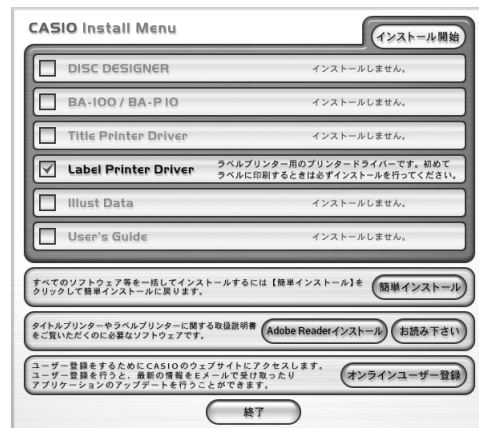 CASIO Install Menu
インストール開始
DISC DESIGNER インストールしません。
BA-100 / BA-P10 インストールしません。
Title Printer Driver インストールしません。
Label Printer Driver ラベルプリンター用のプリンタードライバーです。初めて
ラベルに印刷するときは必ずインストールを行ってください。
Illust Data インストールしません。
User's Guide インストールしません。
すべてのソフトウェア等を一括してインストールするには【簡単インストール】を
クリックして簡単インストールに戻ります。
簡単インストール
タイトルプリンターやラベルプリンターに関する取扱説明書
をご覧いただくのに必要なソフトウェアです。
Adobe Readerインストール お読み下さい
ユーザー登録をするためにCASIOのウェブサイトにアクセスします。
ユーザー登録を行うと、最新の情報をEメールで受け取ったり
アプリケーションのアップデートを行うことができます。
オンラインユーザー登録
終了